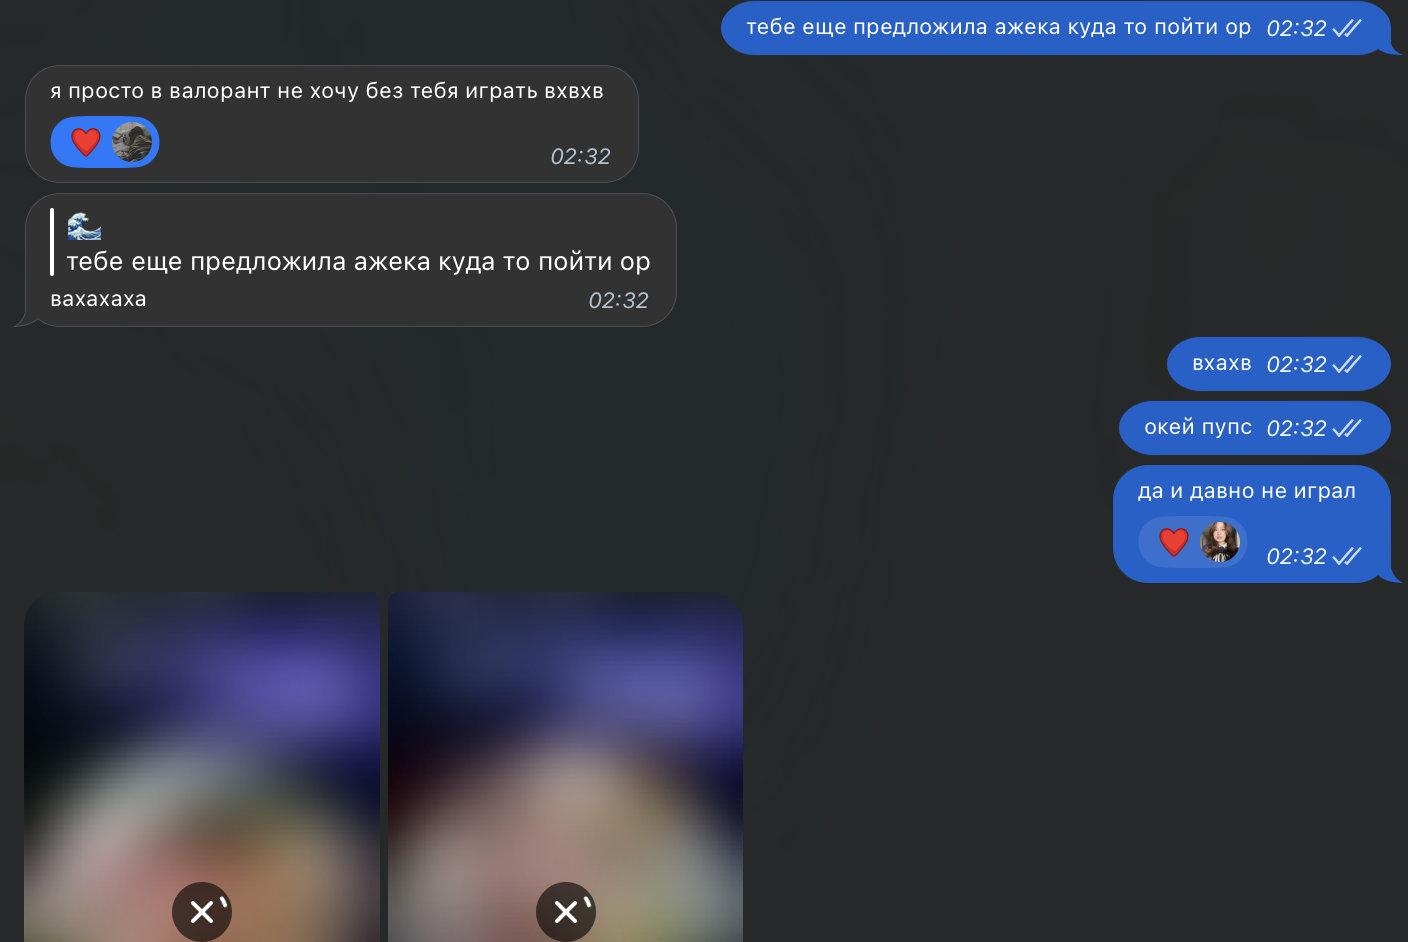 тебе еще предложила ажека куда то пойти ор 02:32
я просто в валорант не хочу без тебя играть вхвхв
02:32
тебе еще предложила ажека куда то пойти ор
вахахаха 02:32
вхахв 02:32
окей пупс 02:32
да и давно не играл
02:32